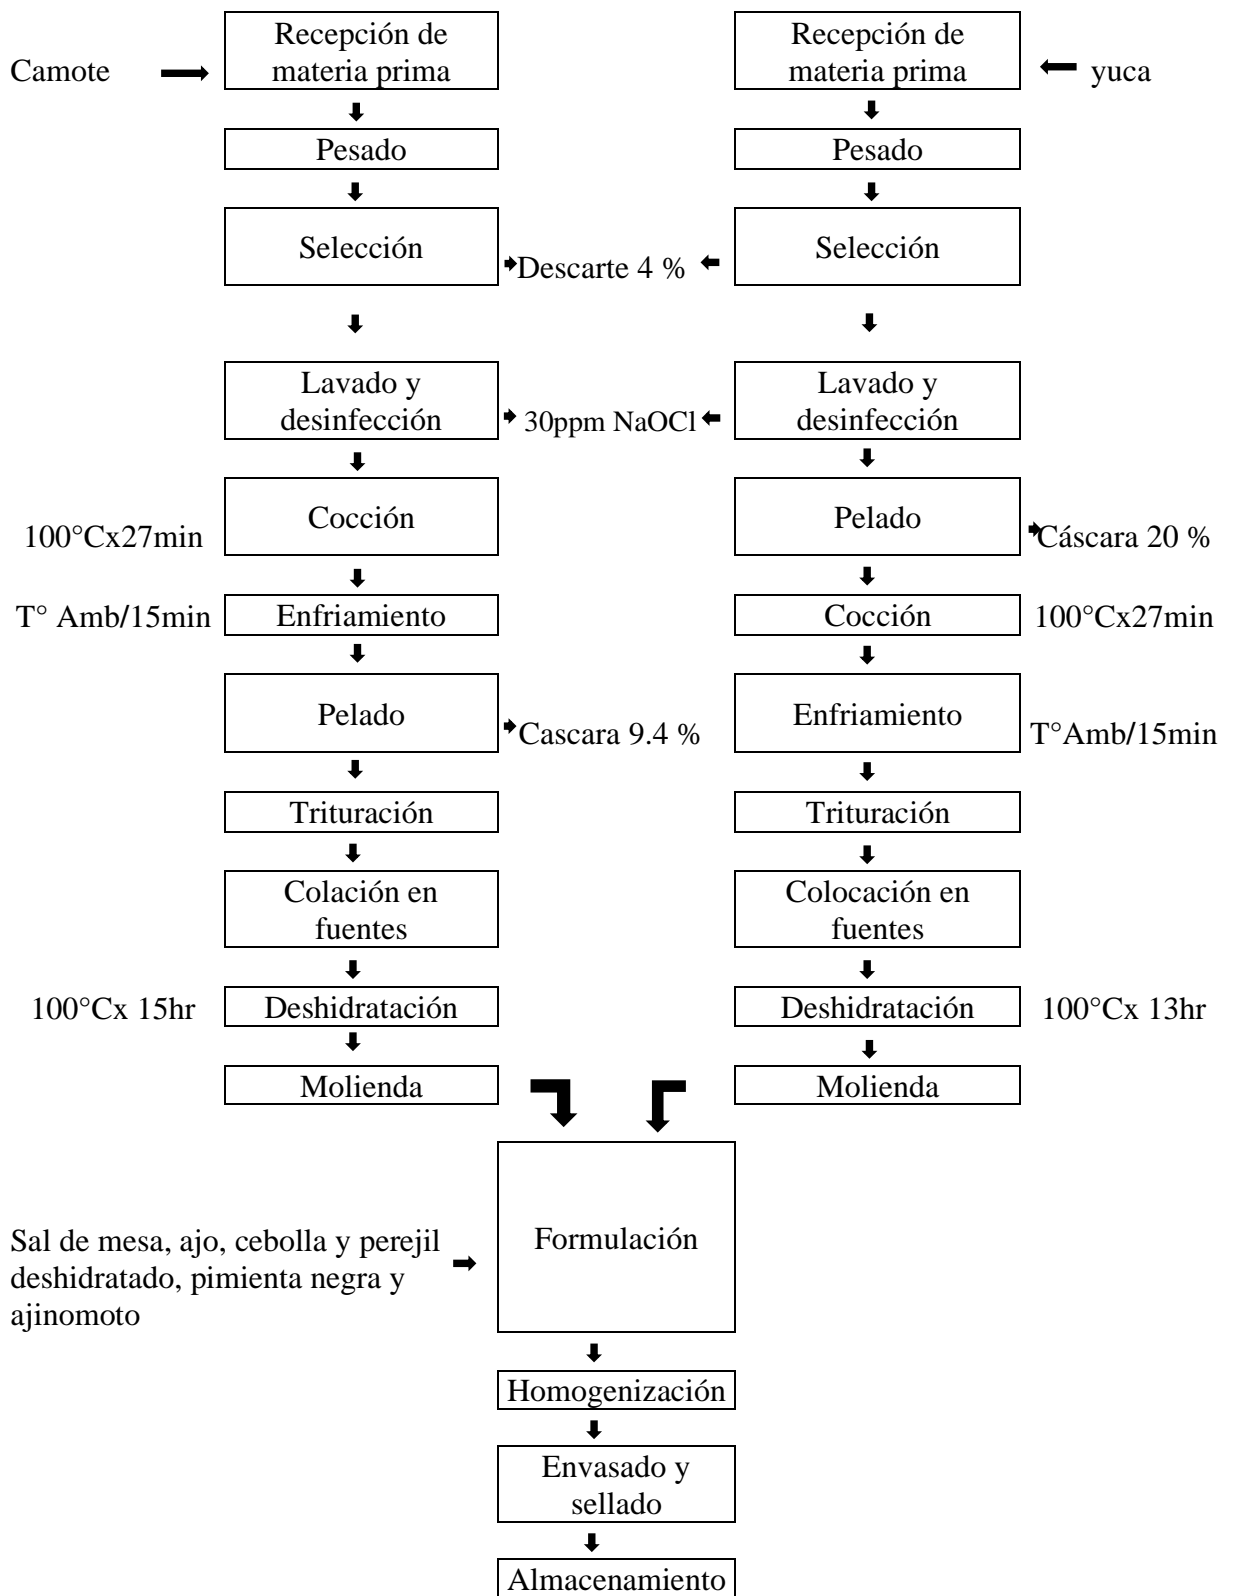 Camote
Recepción de
materia prima
Recepción de
materia prima
yuca
Pesado
Pesado
Selección
Descarte 4 %
Selección
Lavado y
desinfección
30ppm NaOCl
Lavado y
desinfección
100°Cx27min
Cocción
Pelado
Cáscara 20 %
T° Amb/15min
Enfriamiento
Cocción
100°Cx27min
Pelado
Cascara 9.4 %
Enfriamiento
T°Amb/15min
Trituración
Trituración
Colación en
fuentes
Colocación en
fuentes
100°Cx 15hr
Deshidratación
Deshidratación
100°Cx 13hr
Molienda
Molienda
Sal de mesa, ajo, cebolla y perejil
deshidratado, pimienta negra y
ajinomoto
Formulación
Homogenización
Envasado y
sellado
Almacenamiento